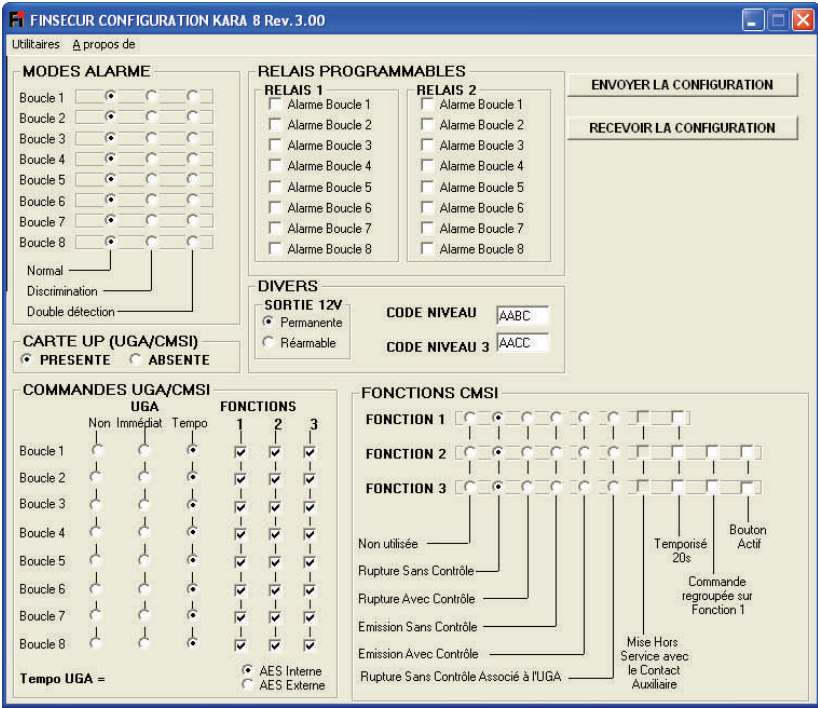 FINSECUR CONFIGURATION KARA 8 Rev.3.00
Utilitaires A propos de
MODES ALARME
Boucle 1
Boucle 2
Boucle 3
Boucle 4
Boucle 5
Boucle 6
Boucle 7
Boucle 8
Normal
Discrimination
Double détection
RELAIS PROGRAMMABLES
RELAIS 1
Alarme Boucle 1
Alarme Boucle 2
Alarme Boucle 3
Alarme Boucle 4
Alarme Boucle 5
Alarme Boucle 6
Alarme Boucle 7
Alarme Boucle 8
RELAIS 2
Alarme Boucle 1
Alarme Boucle 2
Alarme Boucle 3
Alarme Boucle 4
Alarme Boucle 5
Alarme Boucle 6
Alarme Boucle 7
Alarme Boucle 8
ENVOYER LA CONFIGURATION
RECEVOIR LA CONFIGURATION
DIVERS
SORTIE 12V
Permanente
Réarmable
CODE NIVEAU AABC
CODE NIVEAU 3 AACC
CARTE UP (UGA/CMSI)
PRESENTE ABSENTE
COMMANDES UGA/CMSI
UGA FONCTIONS
Non Immédiat Tempo 1 2 3
Boucle 1
Boucle 2
Boucle 3
Boucle 4
Boucle 5
Boucle 6
Boucle 7
Boucle 8
Tempo UGA =
AES Interne
AES Externe
FONCTIONS CMSI
FONCTION 1
FONCTION 2
FONCTION 3
Non utilisée
Rupture Sans Contrôle
Rupture Avec Contrôle
Emission Sans Contrôle
Emission Avec Contrôle
Rupture Sans Contrôle Associé à l'UGA
Mise Hors
Service avec
le Contact
Auxiliaire
Temporisé
20s
Commande
regroupée sur
Fonction 1
Bouton
Actif